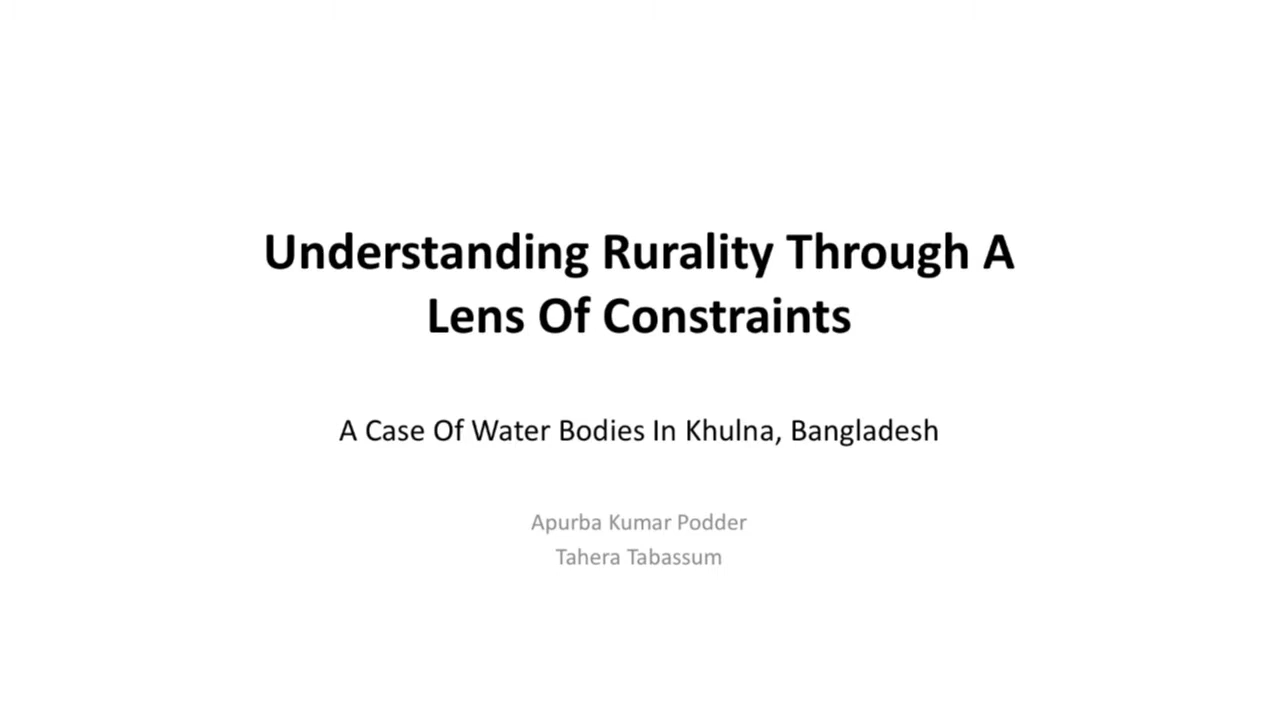 Understanding Rurality Through A
Lens Of Constraints
A Case Of Water Bodies In Khulna, Bangladesh
Apurba Kumar Podder
Tahera Tabassum